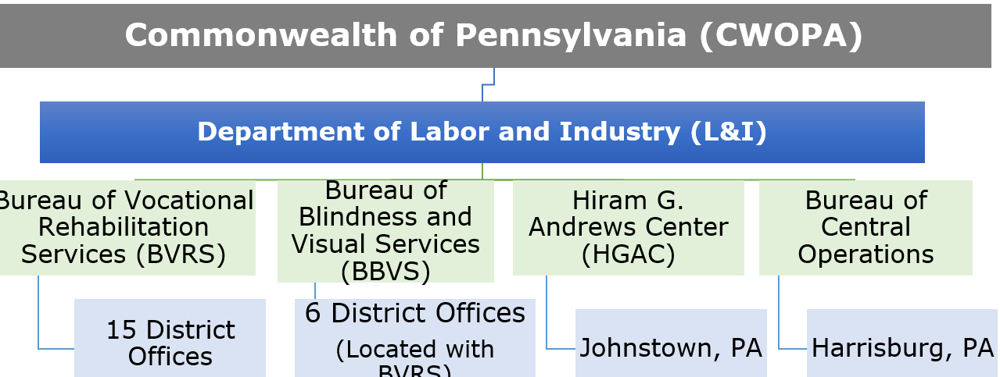 Commonwealth of Pennsylvania (CWOPA)
Department of Labor and Industry (L&I)
Bureau of Vocational
Rehabilitation
Services (BVRS)
Bureau of
Blindness and
Visual Services
(BBVS)
Hiram G.
Andrews Center
(HGAC)
Bureau of
Central
Operations
15 District
Offices
6 District Offices
(Located with
BVRS)
Johnstown, PA
Harrisburg, PA